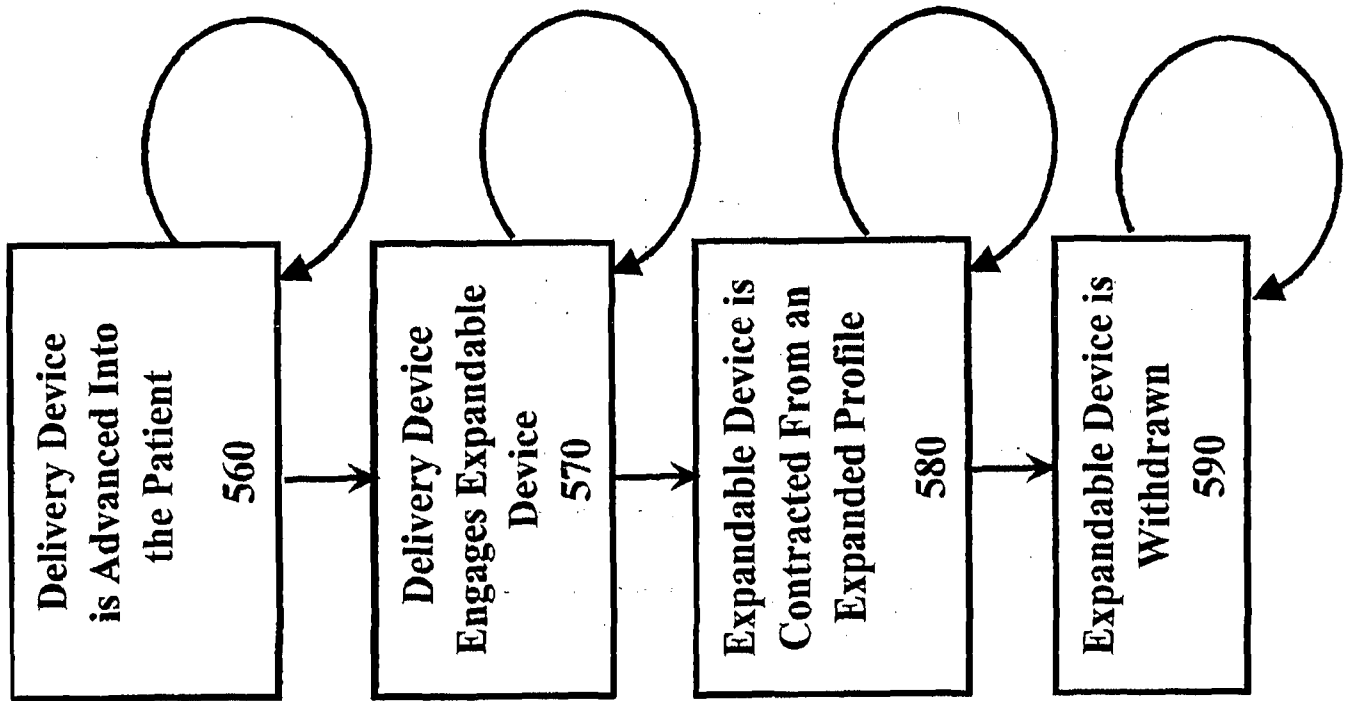 Delivery Device
is Advanced Into
the Patient
560
Delivery Device
Engages Expandable
Device
570
Expandable Device is
Contracted From an
Expanded Profile
580
Expandable Device is
Withdrawn
590